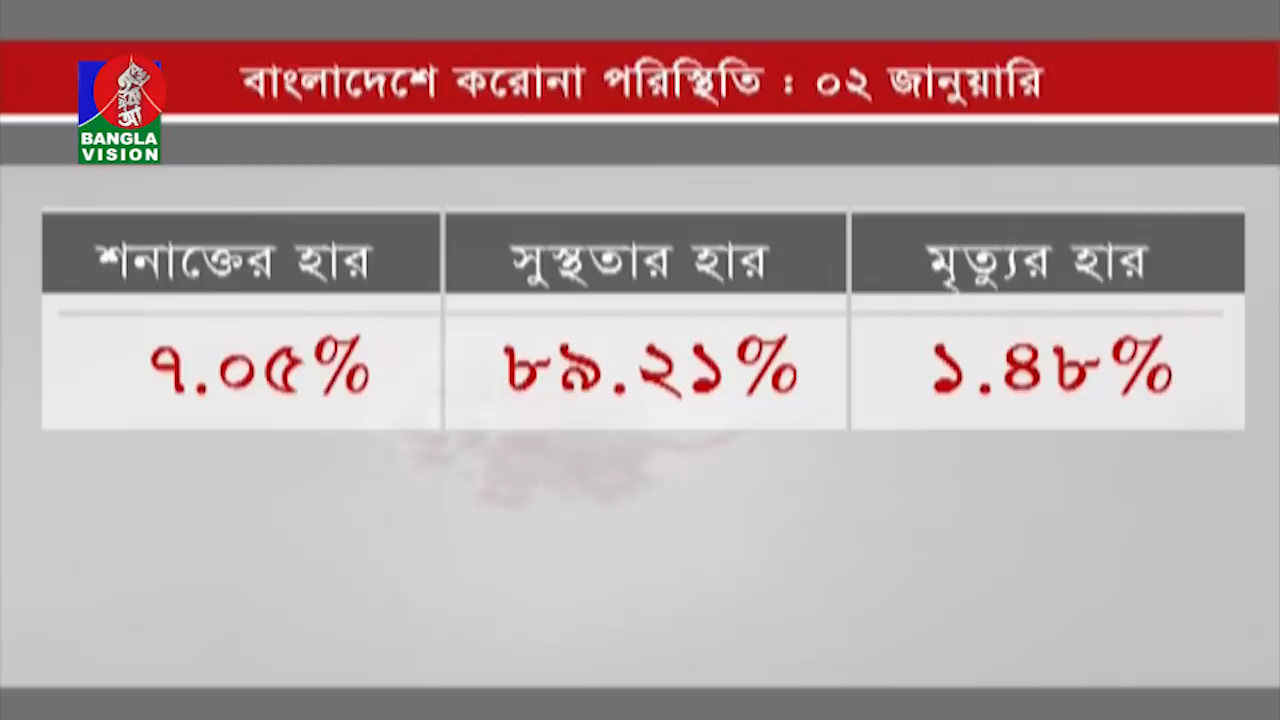 বাংলাদেশে করোনা পরিস্থিতি : ০২ জানুয়ারি
BANGLA
VISION
শনাক্তের হার সুস্থতার হার মৃত্যুর হার
৭.০৫% ৮৯.২১% ১.৪৮%